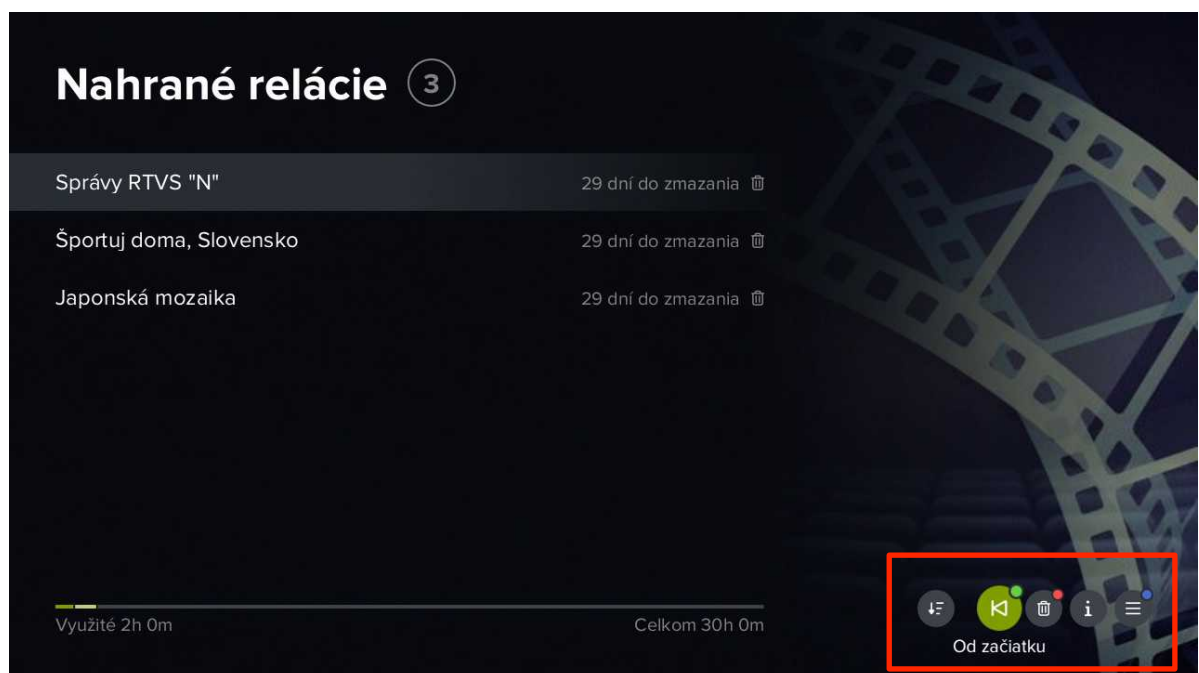 Nahrané relácie 3
Správy RTVS "N" 29 dní do zmazania
Športuj doma, Slovensko 29 dní do zmazania
Japonská mozaika 29 dní do zmazania
Využité 2h 0m Celkom 30h 0m
Od začiatku